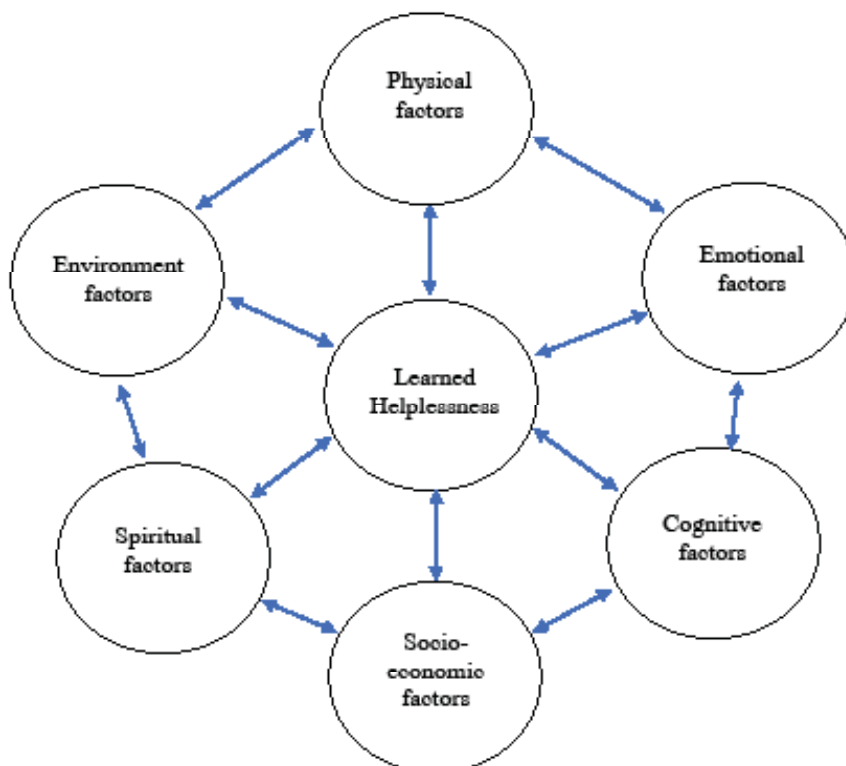 Physical
factors
Environment
factors
Emotional
factors
Learned
Helplessness
Spiritual
factors
Cognitive
factors
Socio-
economic
factors